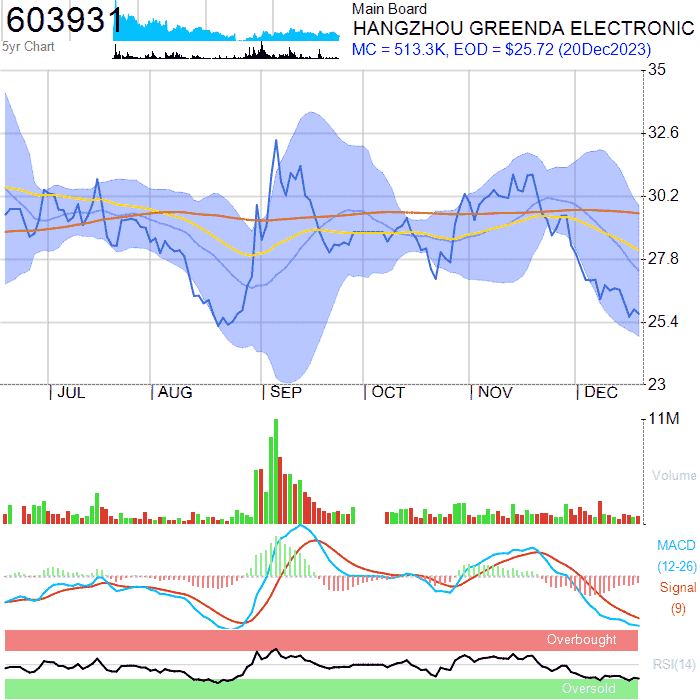 603931
5yr Chart
Main Board
HANGZHOU GREENDA ELECTRONIC
MC = 513.3K, EOD = $25.72 (20Dec2023)
35
32.6
30.2
27.8
25.4
23
JUL AUG SEP OCT NOV DEC
11M
Volume
MACD
(12-26)
Signal
(9)
Overbought
RSI(14)
Oversold